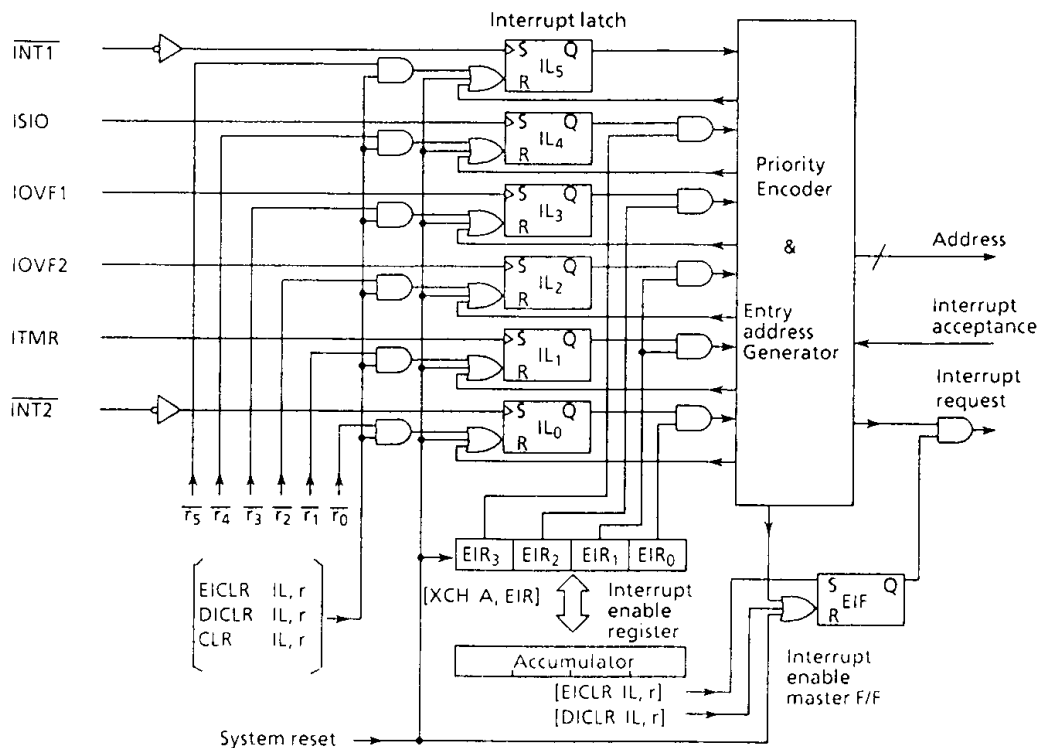 Interrupt latch
INT1
S Q
IL5
R
ISIO
S Q
IL4
R
IOVF1
S Q
IL3
R
IOVF2
S Q
IL2
R
ITMR
S Q
IL1
R
INT2
S Q
IL0
R
Priority
Encoder
&
Entry
address
Generator
Address
Interrupt
acceptance
Interrupt
request
r5 r4 r3 r2 r1 r0
EICLR IL, r
DICLR IL, r
CLR IL, r
EIR3 EIR2 EIR1 EIR0
[XCH A, EIR]
Interrupt
enable
register
Accumulator
[EICLR IL, r]
[DICLR IL, r]
S Q
EIF
R
Interrupt
enable
master F/F
System reset